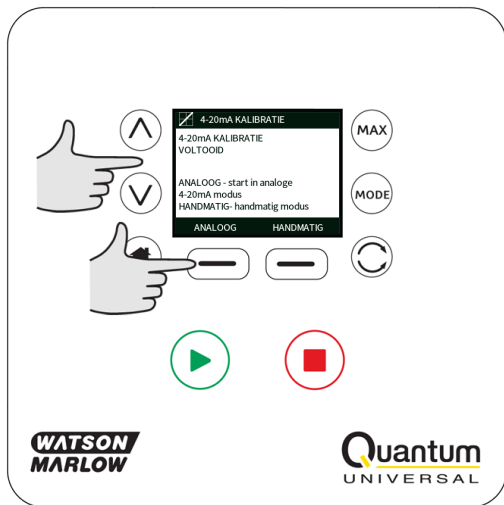 4-20mA KALIBRATIE
4-20mA KALIBRATIE
VOLTOOID
ANALOOG - start in analoge
4-20mA modus
HANDMATIG- handmatig modus
ANALOOG HANDMATIG
MAX
MODE
WATSON
MARLOW
Quantum
UNIVERSAL